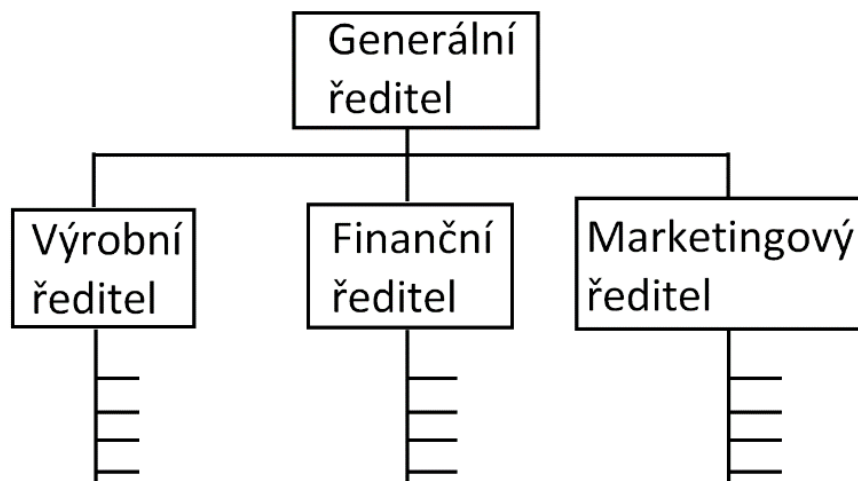 Generální
ředitel
Výrobní
ředitel
Finanční
ředitel
Marketingový
ředitel